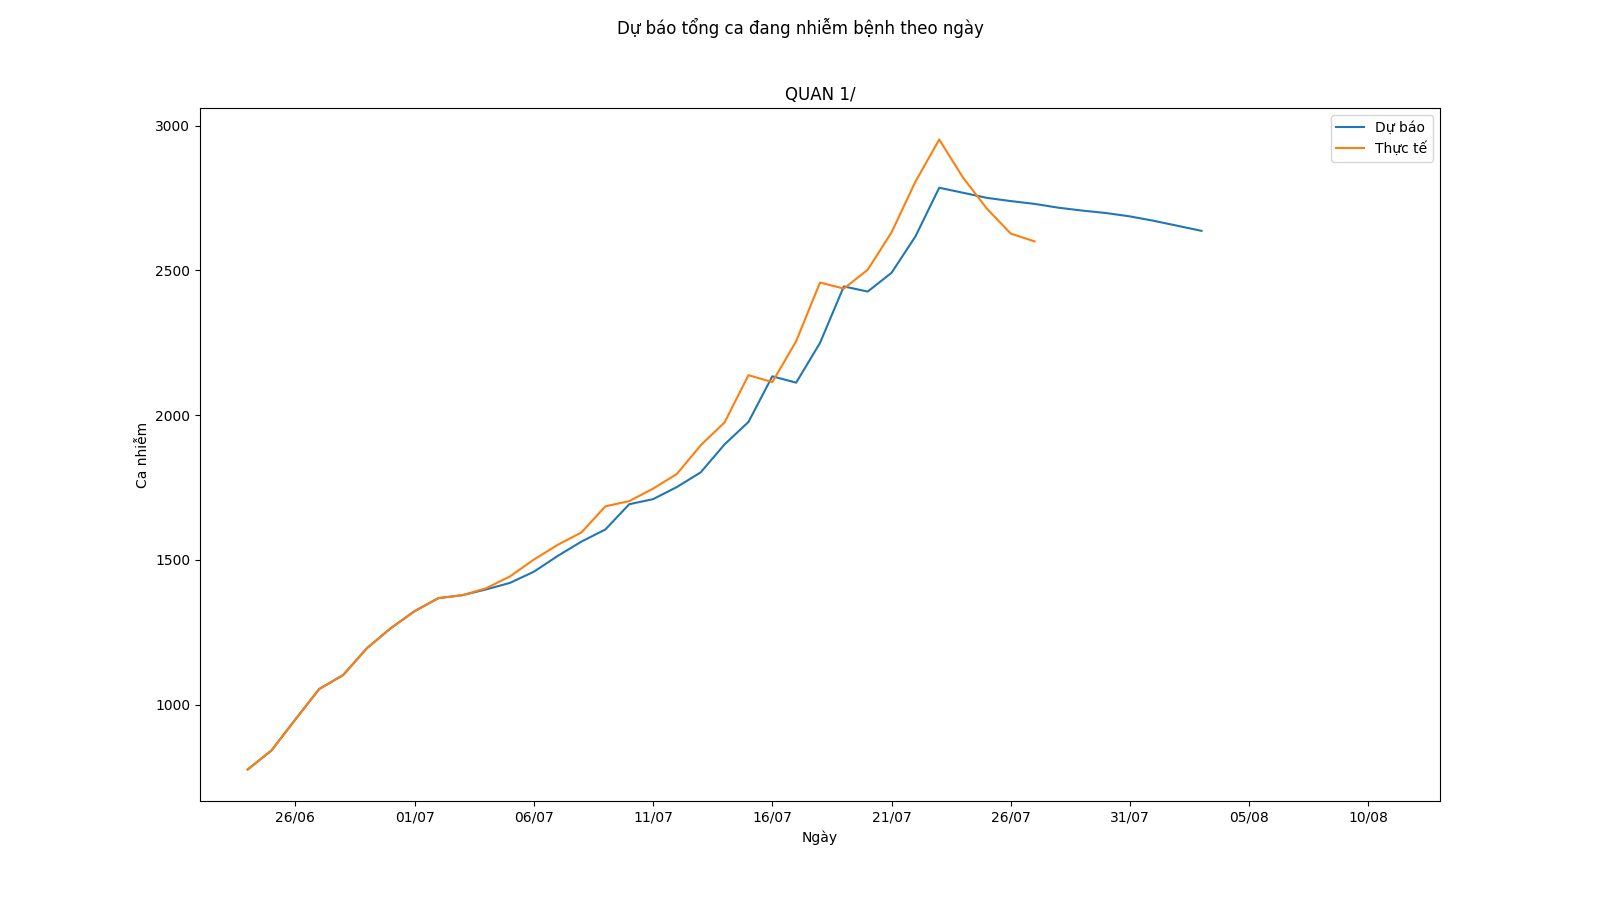 Dự báo tổng ca đang nhiễm bệnh theo ngày
QUAN 1/
Dự báo
Thực tế
3000
2500
2000
1500
1000
Ca nhiễm
26/06 01/07 06/07 11/07 16/07 21/07 26/07 31/07 05/08 10/08
Ngày